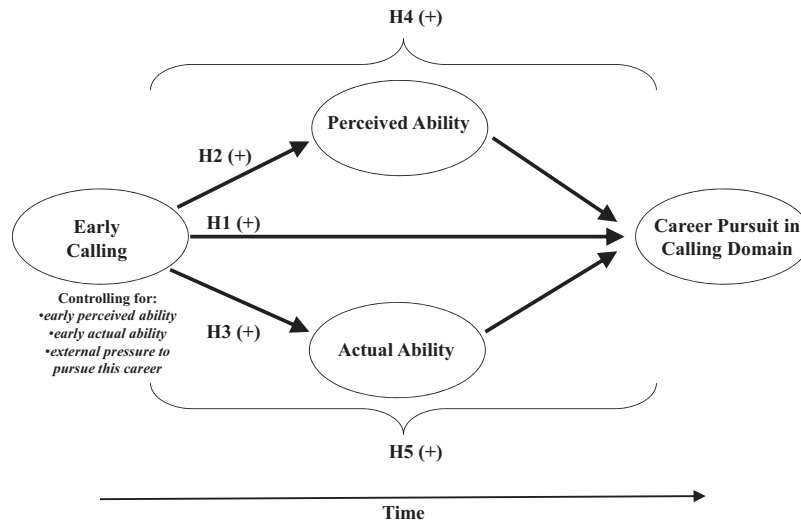 H4 (+)
Perceived Ability
H2 (+)
H1 (+)
Early
Calling
Career Pursuit in
Calling Domain
Controlling for:
•early perceived ability
•early actual ability
•external pressure to
pursue this career
H3 (+)
Actual Ability
H5 (+)
Time